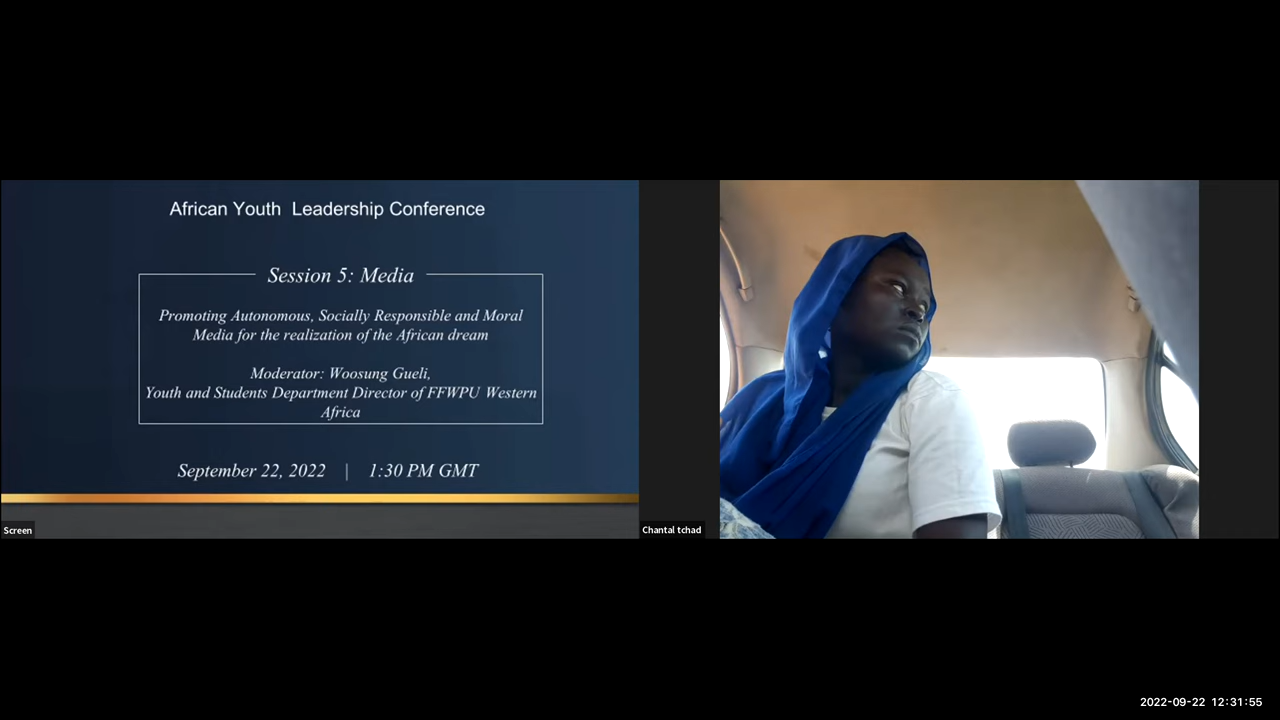 African Youth  Leadership Conference
Session 5: Media
Promoting Autonomous, Socially Responsible and Moral
Media for the realization of the African dream
Moderator: Woosung Gueli,
Youth and Students Department Director of FFWPU Western
Africa
September 22, 2022 | 1:30 PM GMT
Screen
Chantal tchad
2022-09-22 12:31:55